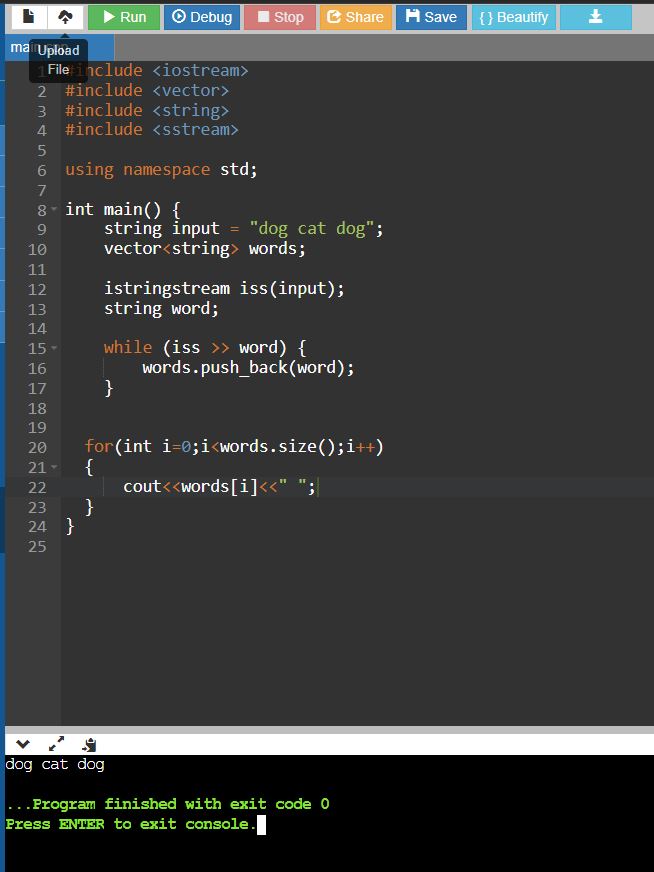 Run Debug Stop Share Save {} Beautify
Upload
File
1 #include <iostream>
2 #include <vector>
3 #include <string>
4 #include <sstream>
5
6 using namespace std;
7
8 int main() {
9 string input = "dog cat dog";
10 vector<string> words;
11
12 istringstream iss(input);
13 string word;
14
15 while (iss >> word) {
16 words.push_back(word);
17 }
18
19
20 for(int i=0;i<words.size();i++)
21 {
22 cout<<words[i]<<" ";
23 }
24 }
25
dog cat dog
...Program finished with exit code 0
Press ENTER to exit console.